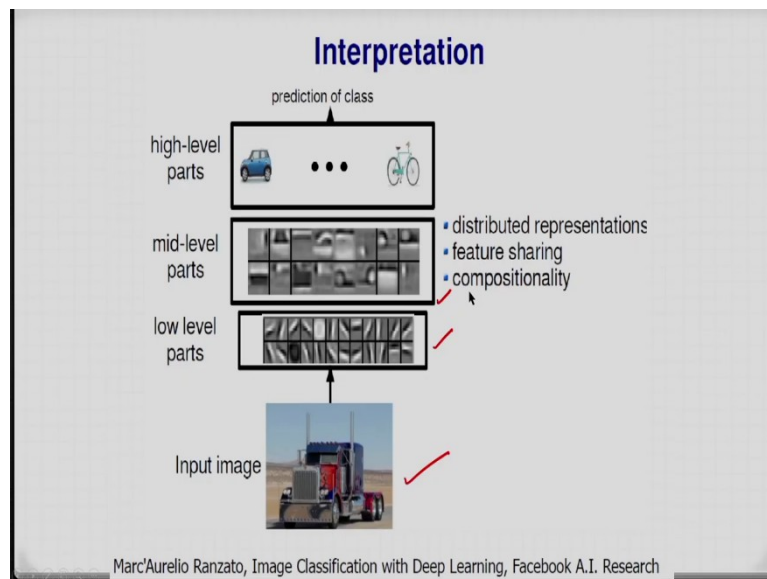 Interpretation
prediction of class
high-level
parts
mid-level
parts
distributed representations
feature sharing
compositionality
low level
parts
Input image
Marc'Aurelio Ranzato, Image Classification with Deep Learning, Facebook A.I. Research